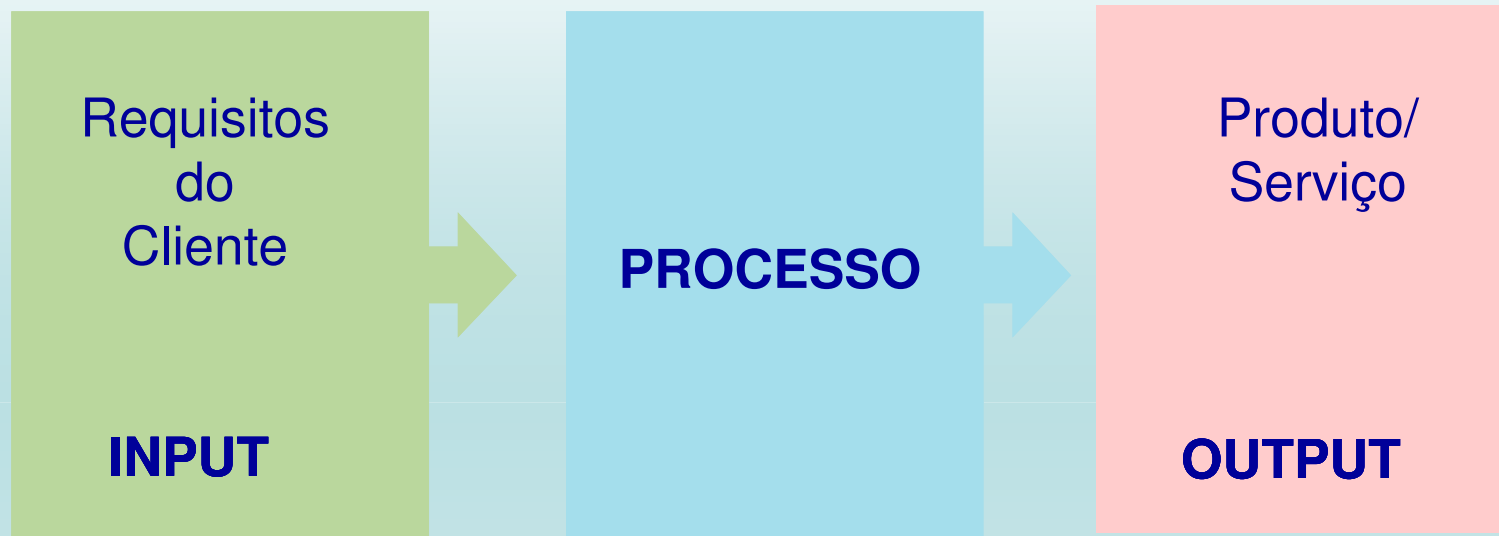 Requisitos
do
Cliente
INPUT
PROCESSO
Produto/
Serviço
OUTPUT